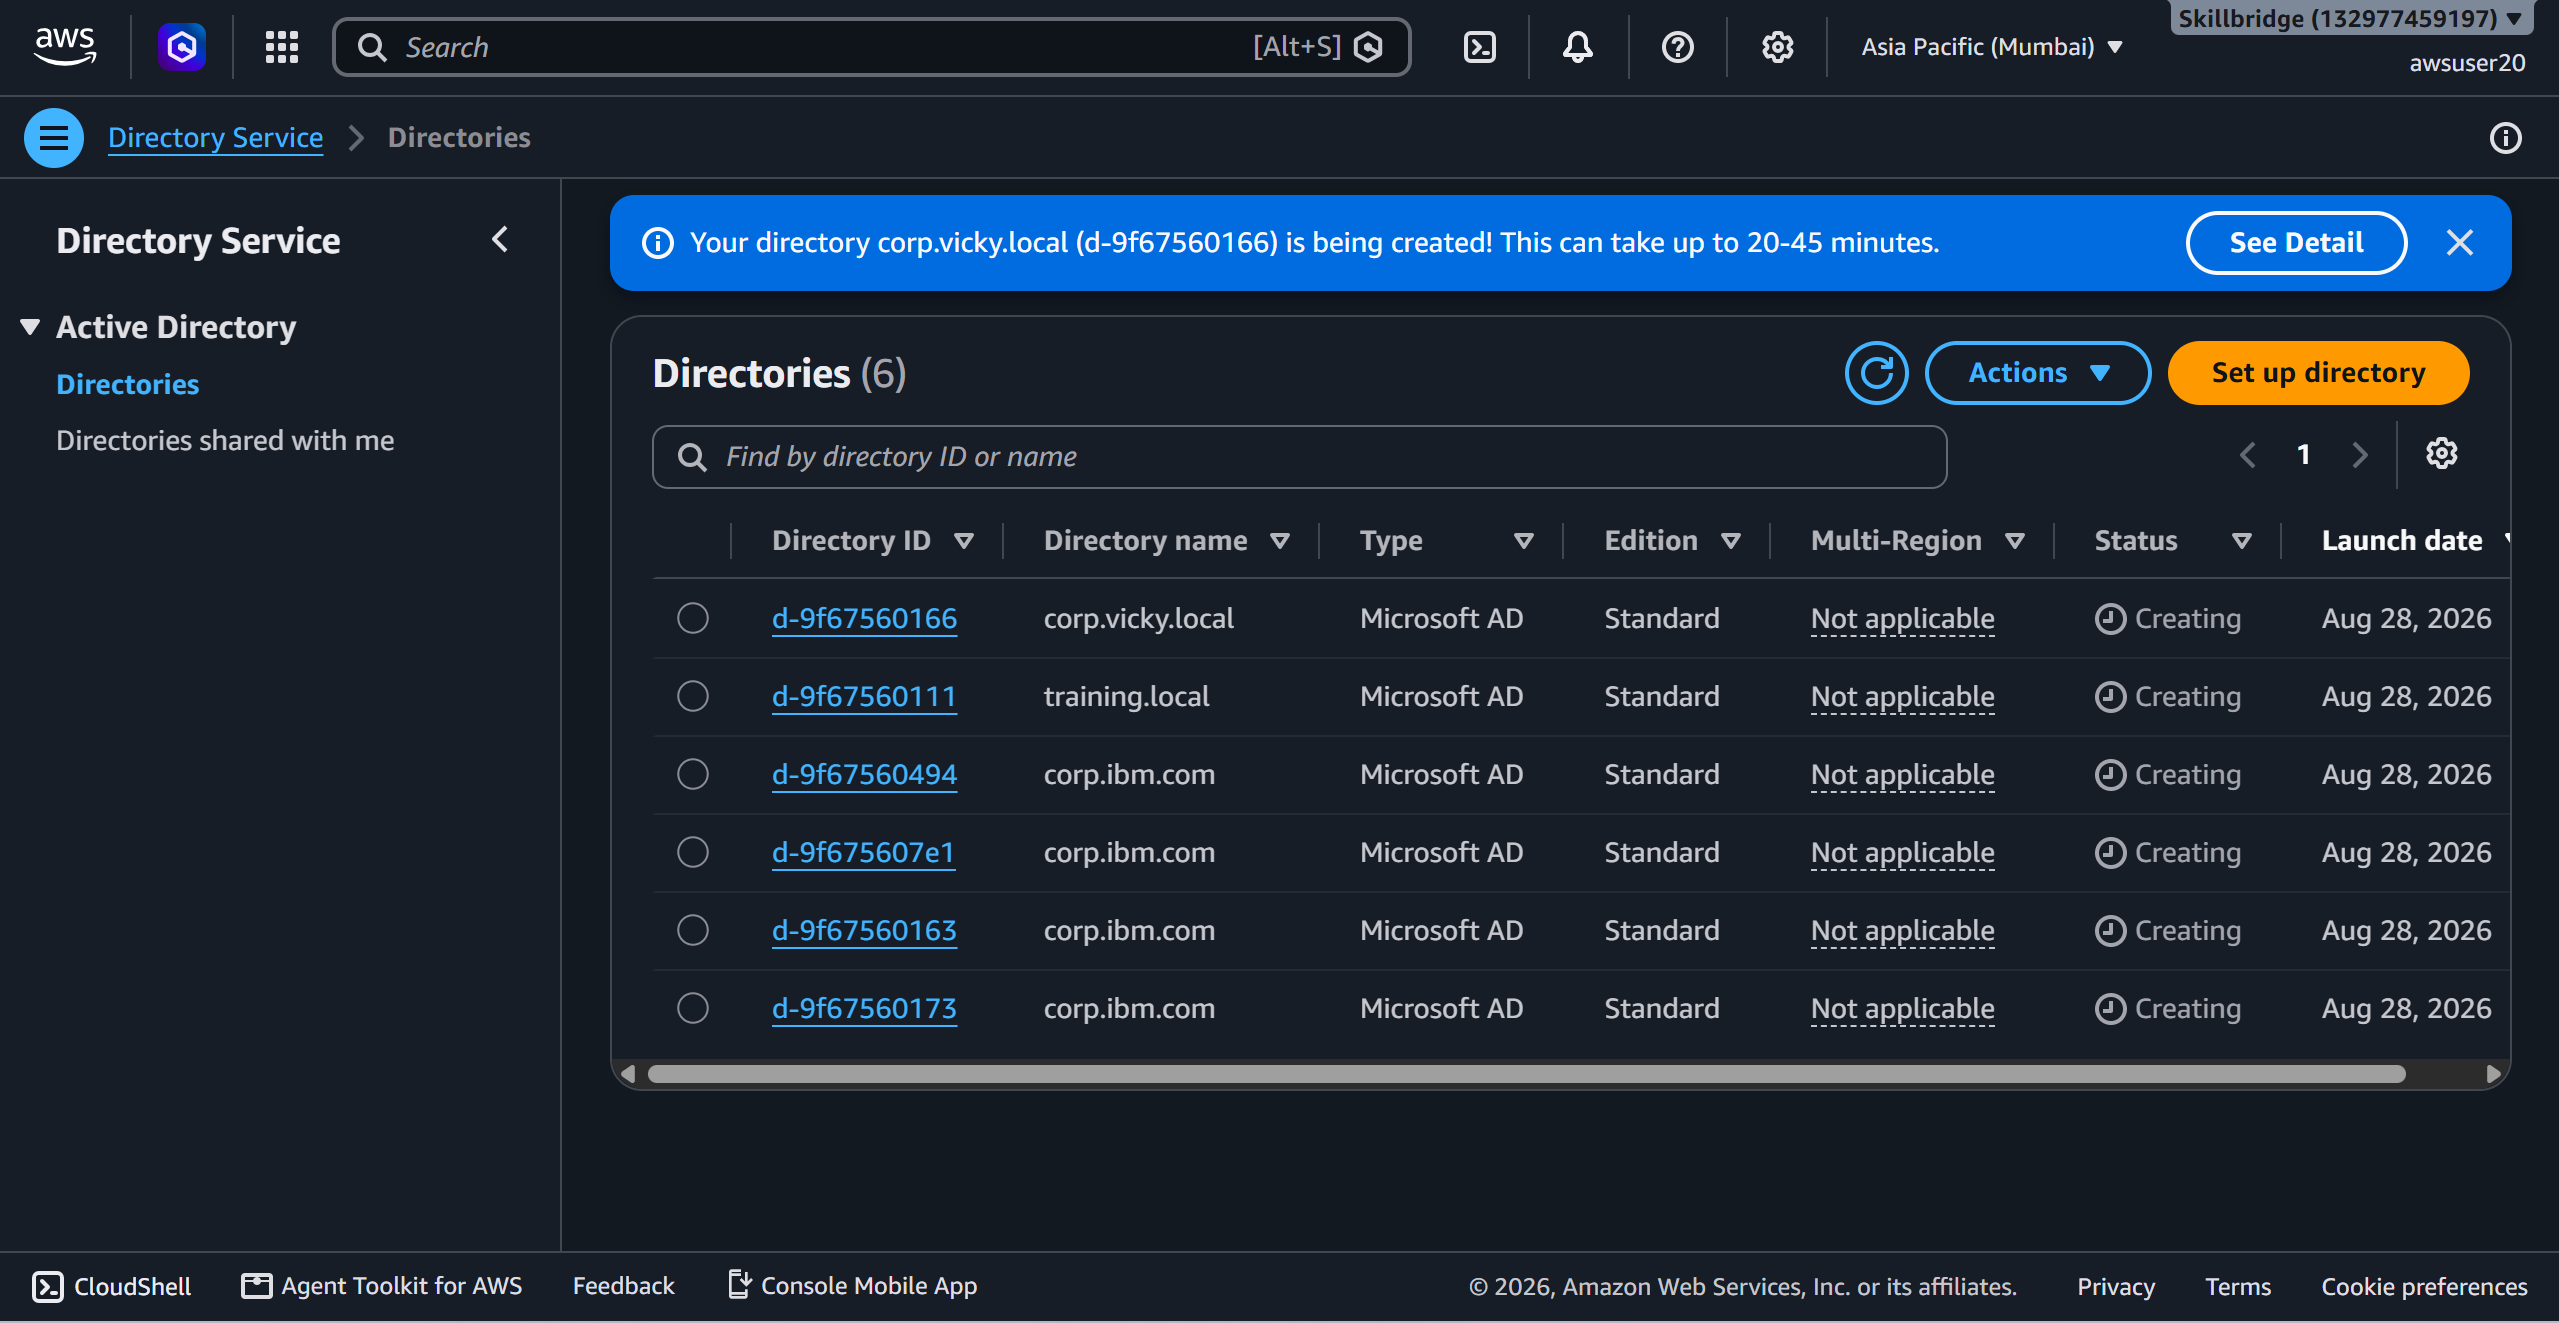 aws
Search [Alt+S]
Asia Pacific (Mumbai)
Skillbridge (132977459197)
awsuser20
Directory Service
Directories
Directory Service
Active Directory
Directories
Directories shared with me
Your directory corp.vicky.local (d-9f67560166) is being created! This can take up to 20-45 minutes.
See Detail
Directories (6)
Actions
Set up directory
Find by directory ID or name
1
Directory ID Directory name Type Edition Multi-Region Status Launch date
d-9f67560166 corp.vicky.local Microsoft AD Standard Not applicable Creating Aug 28, 2026
d-9f67560111 training.local Microsoft AD Standard Not applicable Creating Aug 28, 2026
d-9f67560494 corp.ibm.com Microsoft AD Standard Not applicable Creating Aug 28, 2026
d-9f675607e1 corp.ibm.com Microsoft AD Standard Not applicable Creating Aug 28, 2026
d-9f67560163 corp.ibm.com Microsoft AD Standard Not applicable Creating Aug 28, 2026
d-9f67560173 corp.ibm.com Microsoft AD Standard Not applicable Creating Aug 28, 2026
CloudShell Agent Toolkit for AWS Feedback Console Mobile App © 2026, Amazon Web Services, Inc. or its affiliates. Privacy Terms Cookie preferences